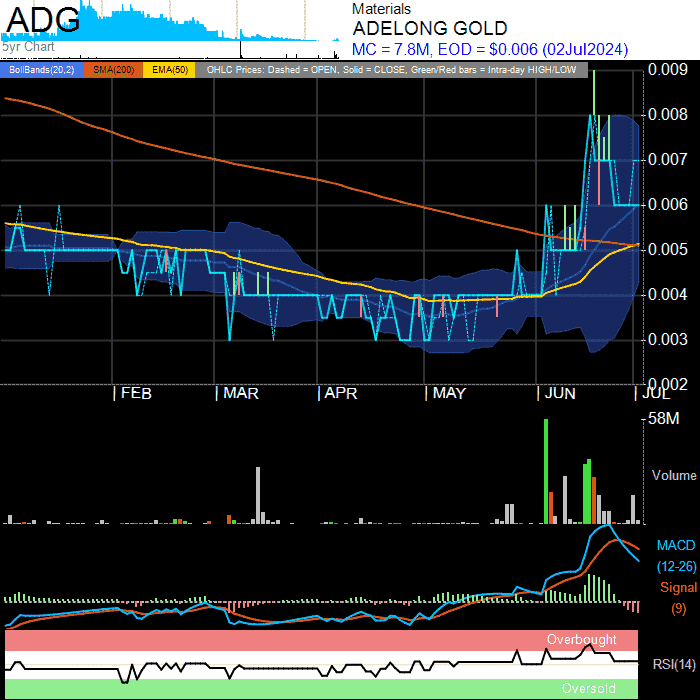 ADG
5yr Chart
Materials
ADELONG GOLD
MC = 7.8M, EOD = $0.006 (02Jul2024)
BollBands(20,2) SMA(200) EMA(50) OHLC Prices: Dashed = OPEN, Solid = CLOSE, Green/Red bars = Intra-day HIGH/LOW
0.009
0.008
0.007
0.006
0.005
0.004
0.003
0.002
FEB MAR APR MAY JUN JUL
58M
Volume
MACD
(12-26)
Signal
(9)
Overbought
RSI(14)
Oversold